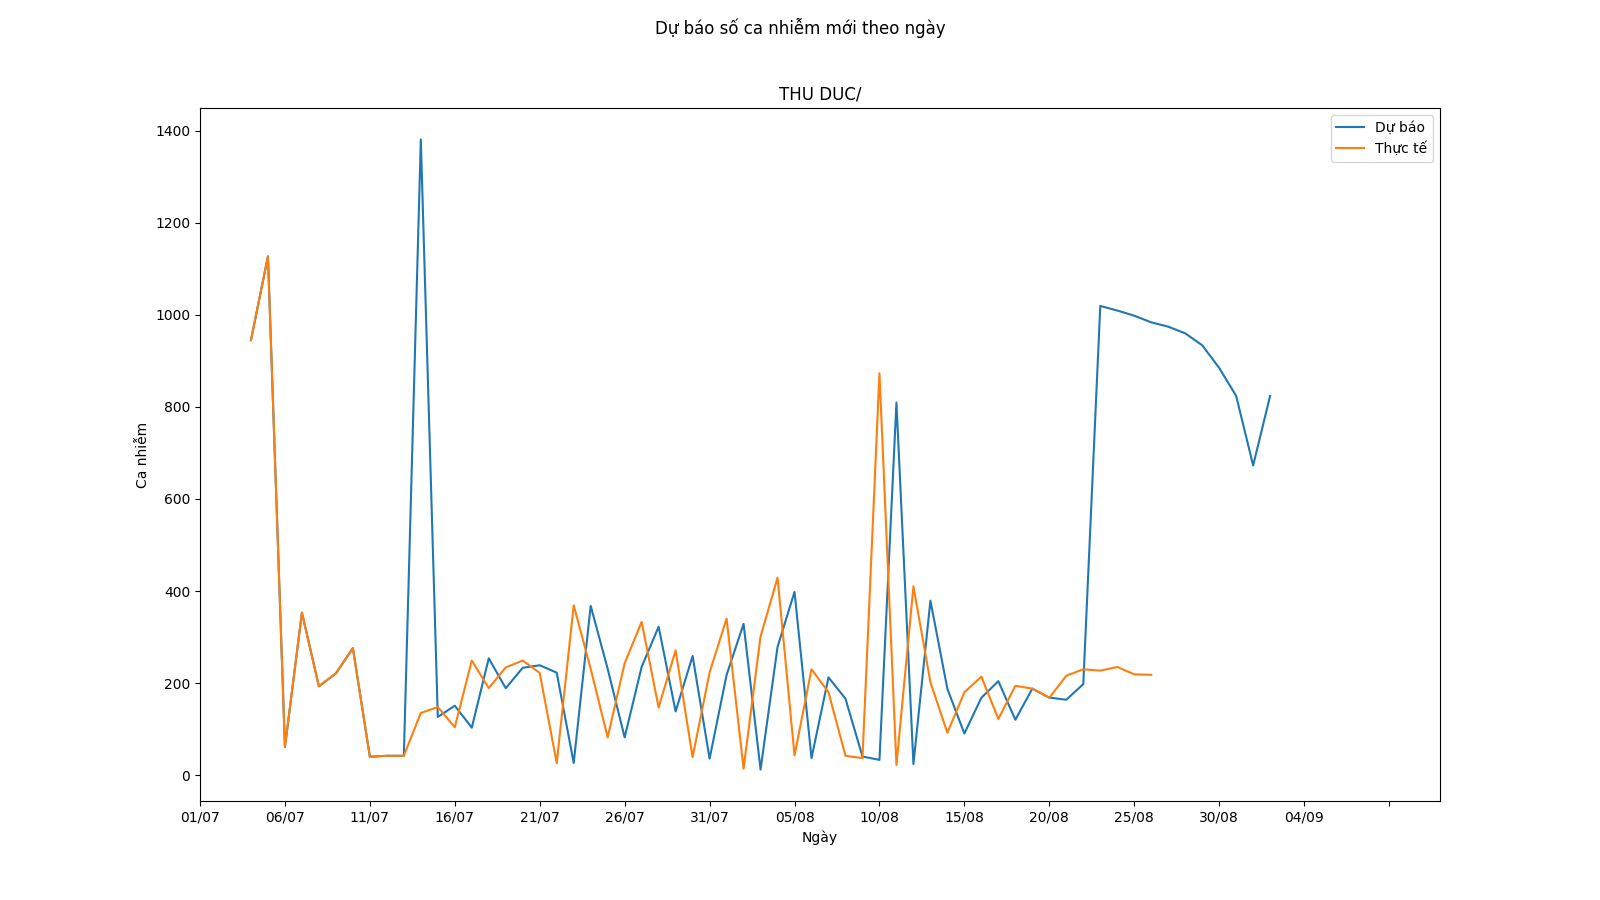 Dự báo số ca nhiễm mới theo ngày
THU DUC/
Dự báo
Thực tế
1400
1200
1000
800
600
400
200
0
Ca nhiễm
01/07 06/07 11/07 16/07 21/07 26/07 31/07 05/08 10/08 15/08 20/08 25/08 30/08 04/09
Ngày